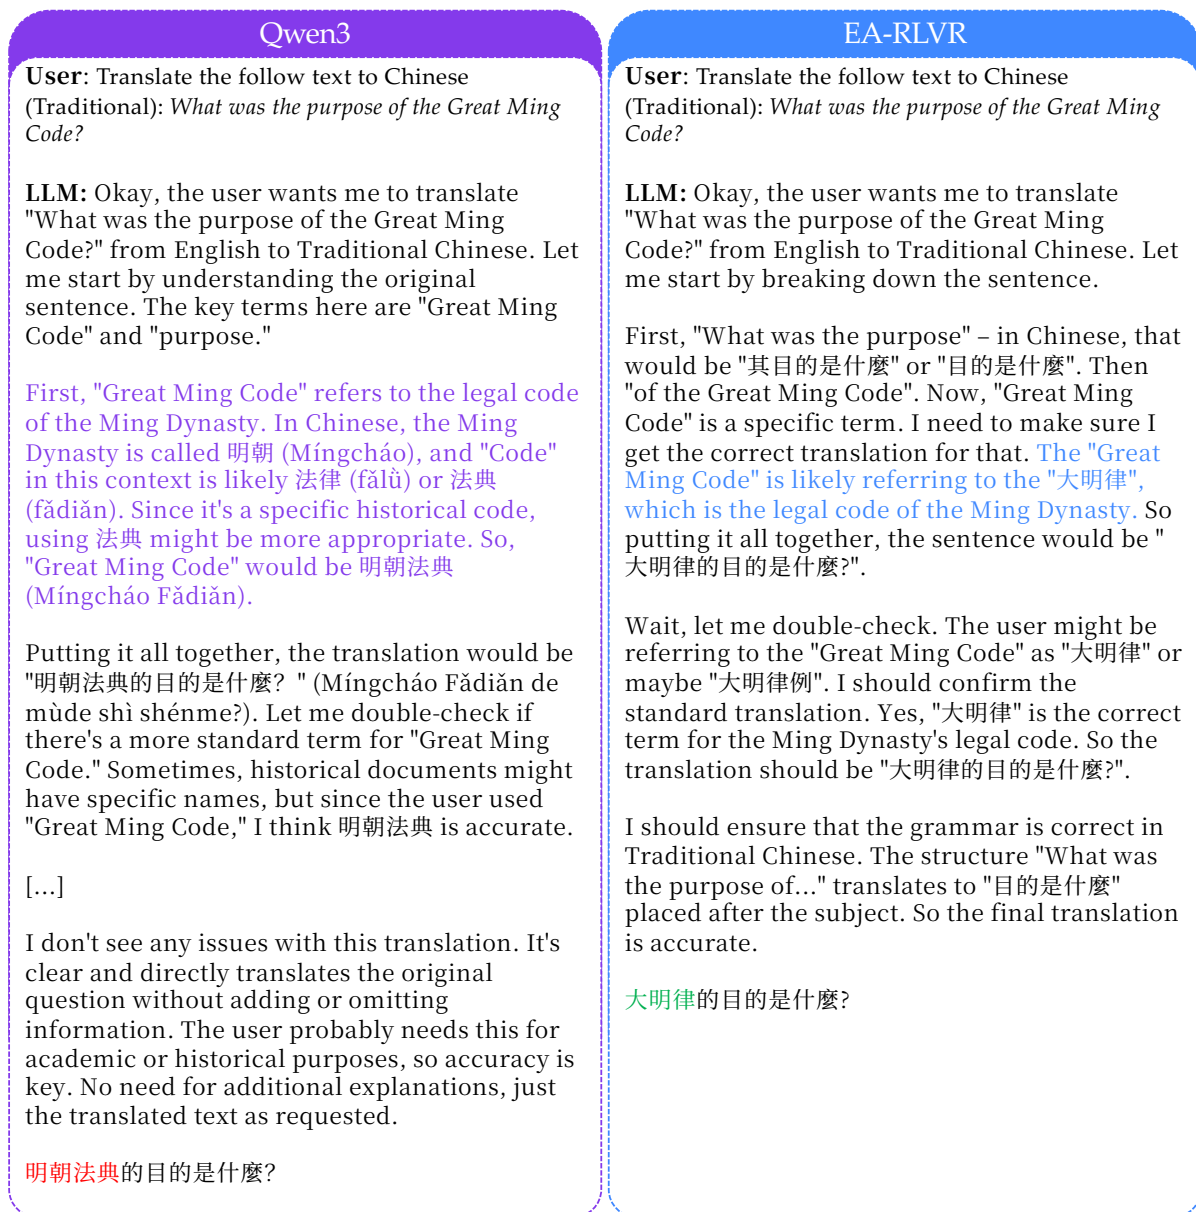 Qwen3
User: Translate the follow text to Chinese
(Traditional): What was the purpose of the Great Ming
Code?
LLM: Okay, the user wants me to translate
"What was the purpose of the Great Ming
Code?" from English to Traditional Chinese. Let
me start by understanding the original
sentence. The key terms here are "Great Ming
Code" and "purpose."
First, "Great Ming Code" refers to the legal code
of the Ming Dynasty. In Chinese, the Ming
Dynasty is called 明朝 (Míngcháo), and "Code"
in this context is likely 法律 (fǎlǜ) or 法典
(fǎdiǎn). Since it's a specific historical code,
using 法典 might be more appropriate. So,
"Great Ming Code" would be 明朝法典
(Míngcháo Fǎdiǎn).
Putting it all together, the translation would be
"明朝法典的目的是什麼？" (Míngcháo Fǎdiǎn de
mùde shì shénme?). Let me double-check if
there's a more standard term for "Great Ming
Code." Sometimes, historical documents might
have specific names, but since the user used
"Great Ming Code," I think 明朝法典 is accurate.
[...]
I don't see any issues with this translation. It's
clear and directly translates the original
question without adding or omitting
information. The user probably needs this for
academic or historical purposes, so accuracy is
key. No need for additional explanations, just
the translated text as requested.
明朝法典的目的是什麼?
EA-RLVR
User: Translate the follow text to Chinese
(Traditional): What was the purpose of the Great Ming
Code?
LLM: Okay, the user wants me to translate
"What was the purpose of the Great Ming
Code?" from English to Traditional Chinese. Let
me start by breaking down the sentence.
First, "What was the purpose" – in Chinese, that
would be "其目的是什麼" or "目的是什麼". Then
"of the Great Ming Code". Now, "Great Ming
Code" is a specific term. I need to make sure I
get the correct translation for that. The "Great
Ming Code" is likely referring to the "大明律",
which is the legal code of the Ming Dynasty. So
putting it all together, the sentence would be "
大明律的目的是什麼?".
Wait, let me double-check. The user might be
referring to the "Great Ming Code" as "大明律" or
maybe "大明律例". I should confirm the
standard translation. Yes, "大明律" is the correct
term for the Ming Dynasty's legal code. So the
translation should be "大明律的目的是什麼?".
I should ensure that the grammar is correct in
Traditional Chinese. The structure "What was
the purpose of..." translates to "目的是什麼"
placed after the subject. So the final translation
is accurate.
大明律的目的是什麼?